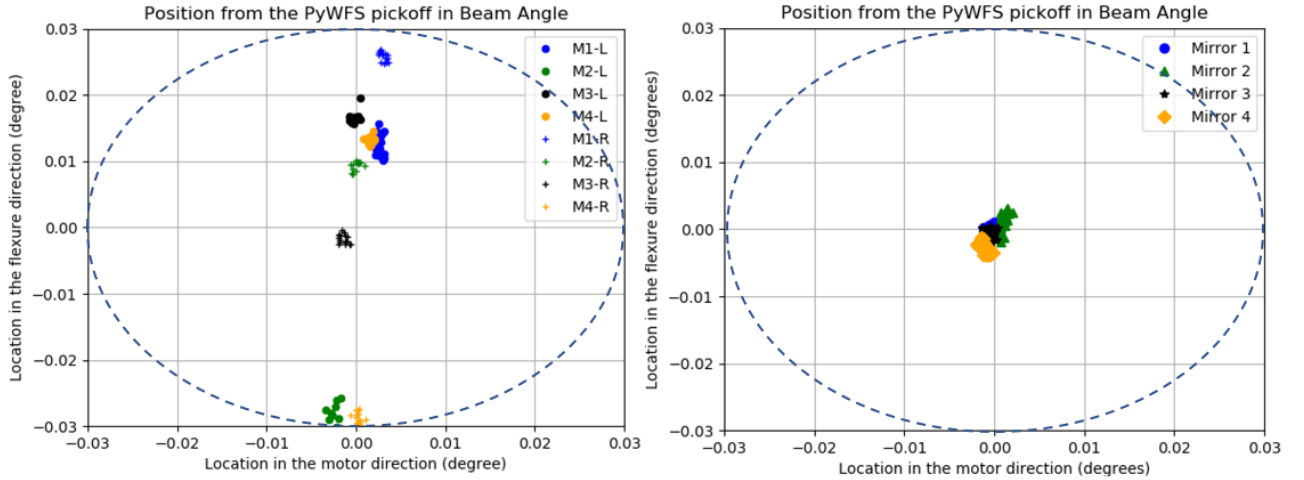 Position from the PyWFS pickoff in Beam Angle
Location in the flexure direction (degree)
0.03
0.02
0.01
0.00
−0.01
−0.02
−0.03
M1-L
M2-L
M3-L
M4-L
M1-R
M2-R
M3-R
M4-R
−0.03
−0.02
−0.01
0.00
0.01
0.02
0.03
Location in the motor direction (degree)
Position from the PyWFS pickoff in Beam Angle
Location in the flexure direction (degrees)
0.03
0.02
0.01
0.00
−0.01
−0.02
−0.03
Mirror 1
Mirror 2
Mirror 3
Mirror 4
−0.03
−0.02
−0.01
0.00
0.01
0.02
0.03
Location in the motor direction (degrees)